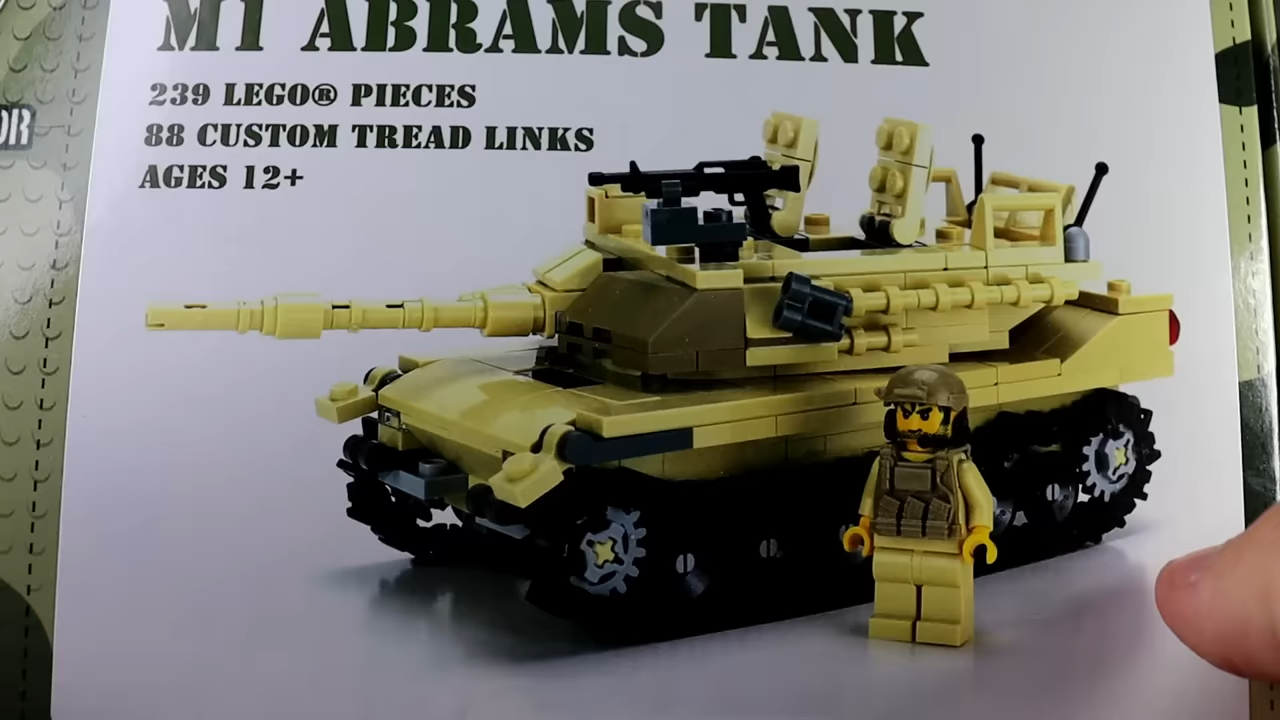 M1 ABRAMS TANK
239 LEGO® PIECES
88 CUSTOM TREAD LINKS
AGES 12+